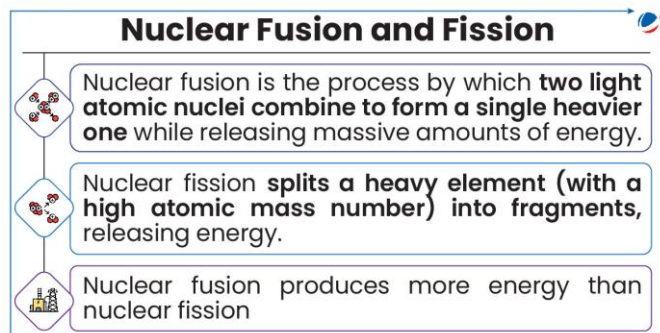 Nuclear Fusion and Fission
Nuclear fusion is the process by which two light
atomic nuclei combine to form a single heavier
one while releasing massive amounts of energy.
Nuclear fission splits a heavy element (with a
high atomic mass number) into fragments,
releasing energy.
Nuclear fusion produces more energy than
nuclear fission